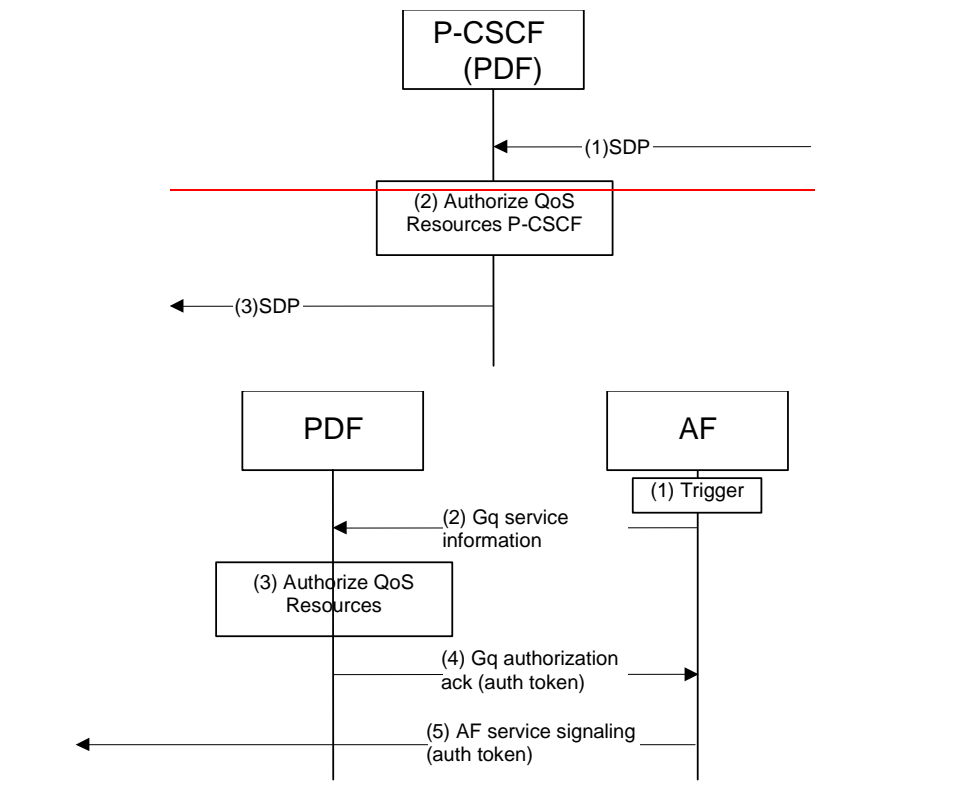 P-CSCF
(PDF)
(1)SDP
(2) Authorize QoS
Resources P-CSCF
(3)SDP
PDF
AF
(1) Trigger
(2) Gq service
information
(3) Authorize QoS
Resources
(4) Gq authorization
ack (auth token)
(5) AF service signaling
(auth token)